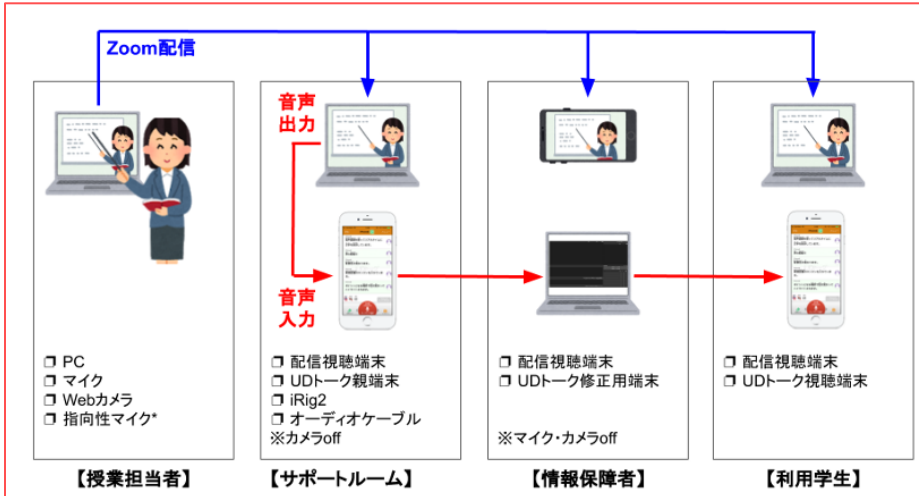 Zoom配信
音声
出力
音声
入力
❐ PC
❐ マイク
❐ Webカメラ
❐ 指向性マイク*
【授業担当者】
❐ 配信視聴端末
❐ UDトーク親端末
❐ iRig2
❐ オーディオケーブル
※カメラoff
【サポートルーム】
❐ 配信視聴端末
❐ UDトーク修正用端末
※マイク・カメラoff
【情報保障者】
❐ 配信視聴端末
❐ UDトーク視聴端末
【利用学生】